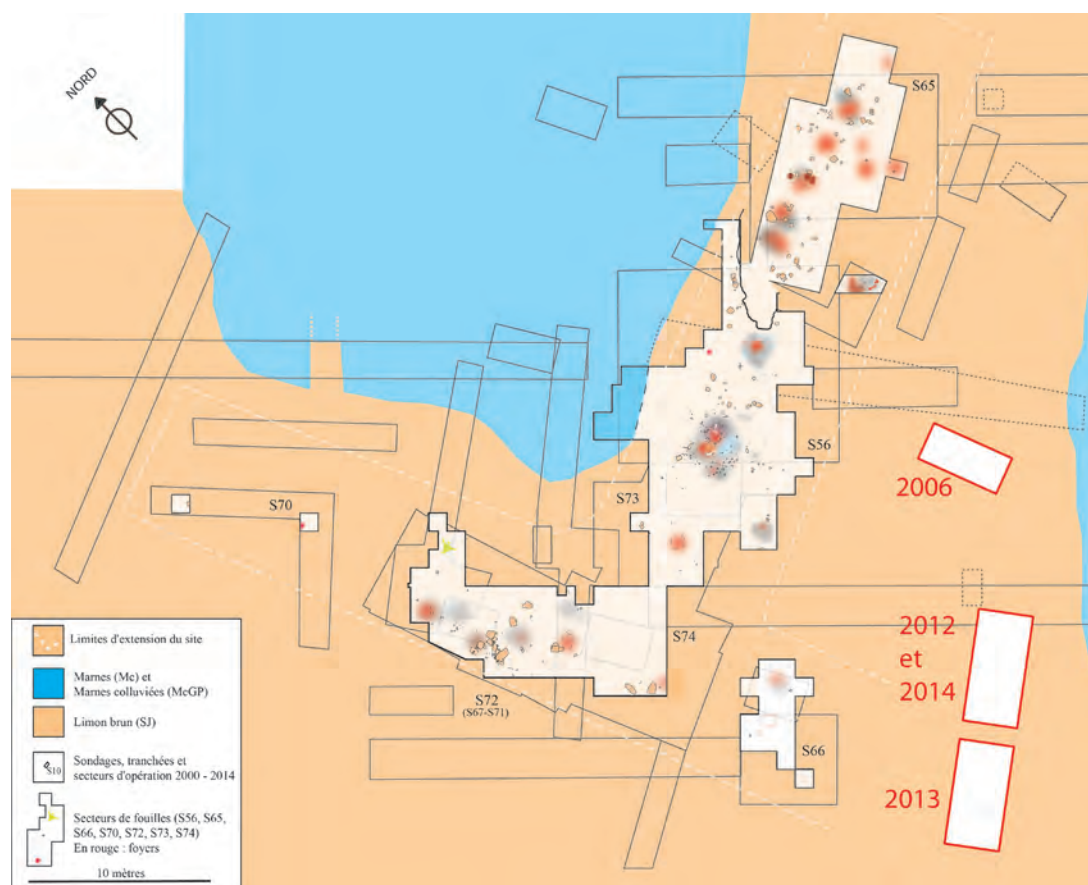 NORD
S65
S56
2006
S73
S70
2012
et
2014
S74
S72
(S67-S71)
S66
2013
Limites d'extension du site
Marnes (Mc) et
Marnes colluviées (McGP)
Limon brun (SJ)
S10
Sondages, tranchées et
secteurs d'opération 2000 - 2014
Secteurs de fouilles (S56, S65,
S66, S70, S72, S73, S74)
En rouge : foyers
10 mètres